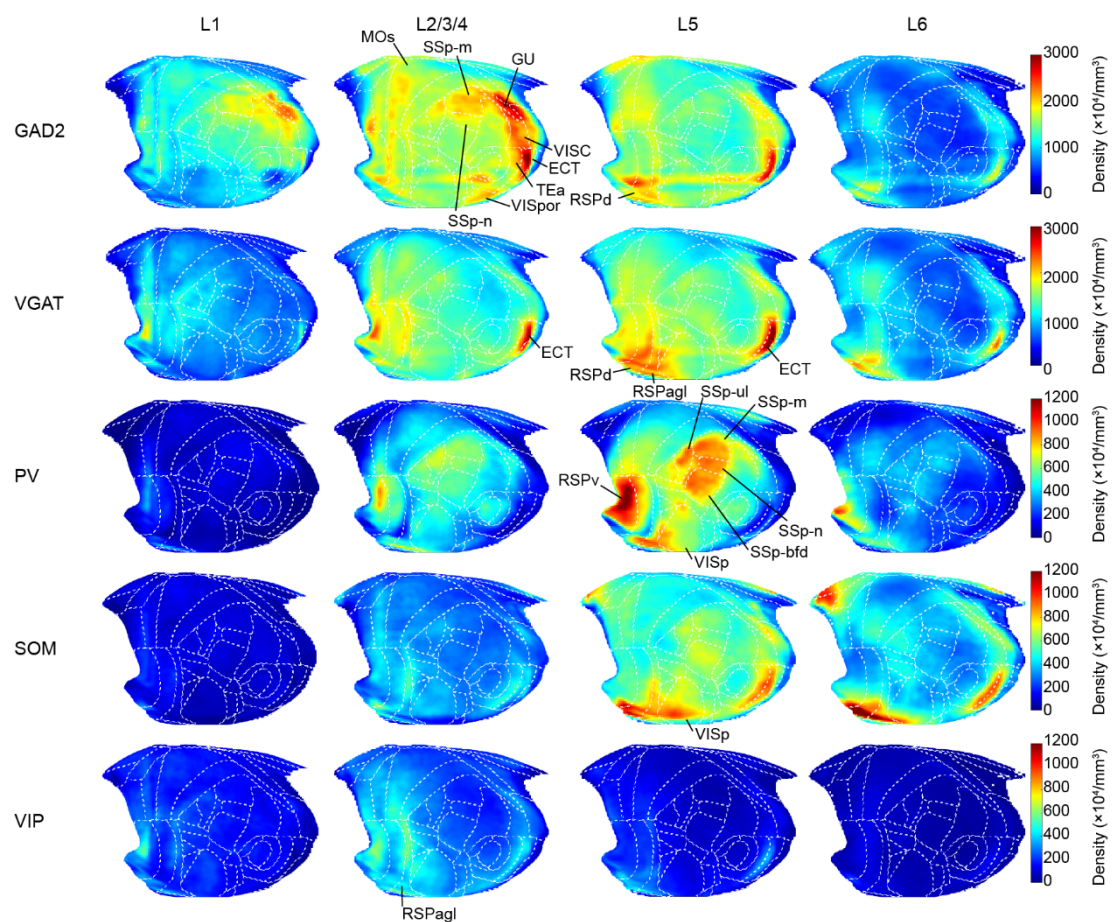 L1 L2/3/4 L5 L6
MOs SSp-m GU
GAD2
VISC
ECT
TEa
VISpor
SSp-n
RSPd
3000
2000
1000
0
Density (×10⁴/mm³)
VGAT
ECT
RSPd
RSPagl
ECT
3000
2000
1000
0
Density (×10⁴/mm³)
PV
SSp-ul
SSp-m
RSPv
SSp-n
SSp-bfd
VISp
1200
1000
800
600
400
200
0
Density (×10⁴/mm³)
SOM
VISp
1200
1000
800
600
400
200
0
Density (×10⁴/mm³)
VIP
RSPagl
1200
1000
800
600
400
200
0
Density (×10⁴/mm³)